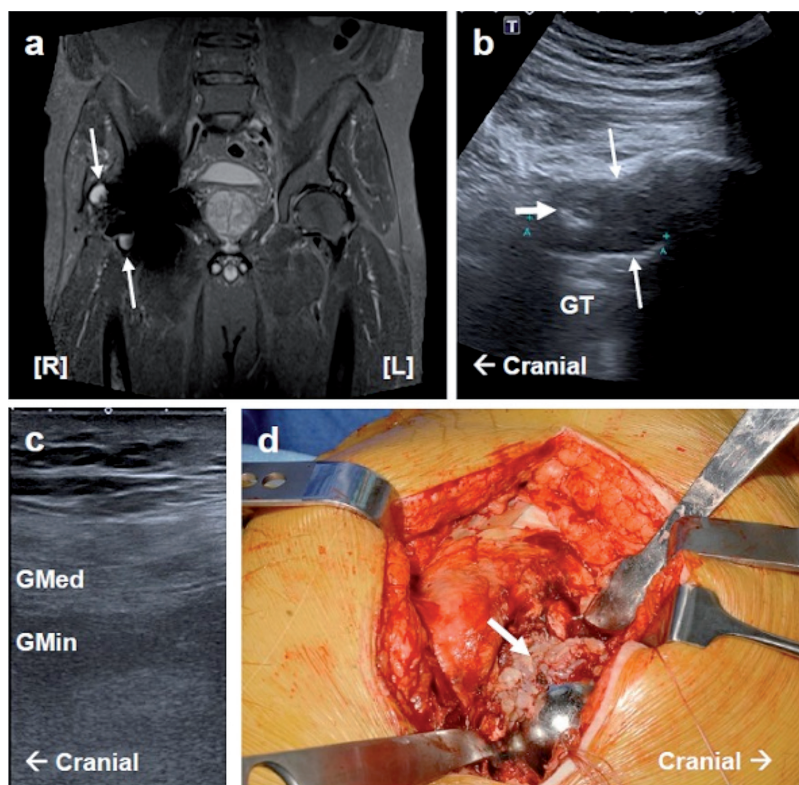 a
[R]
[L]
b
T
A
A
GT
← Cranial
c
GMed
GMin
← Cranial
d
Cranial →